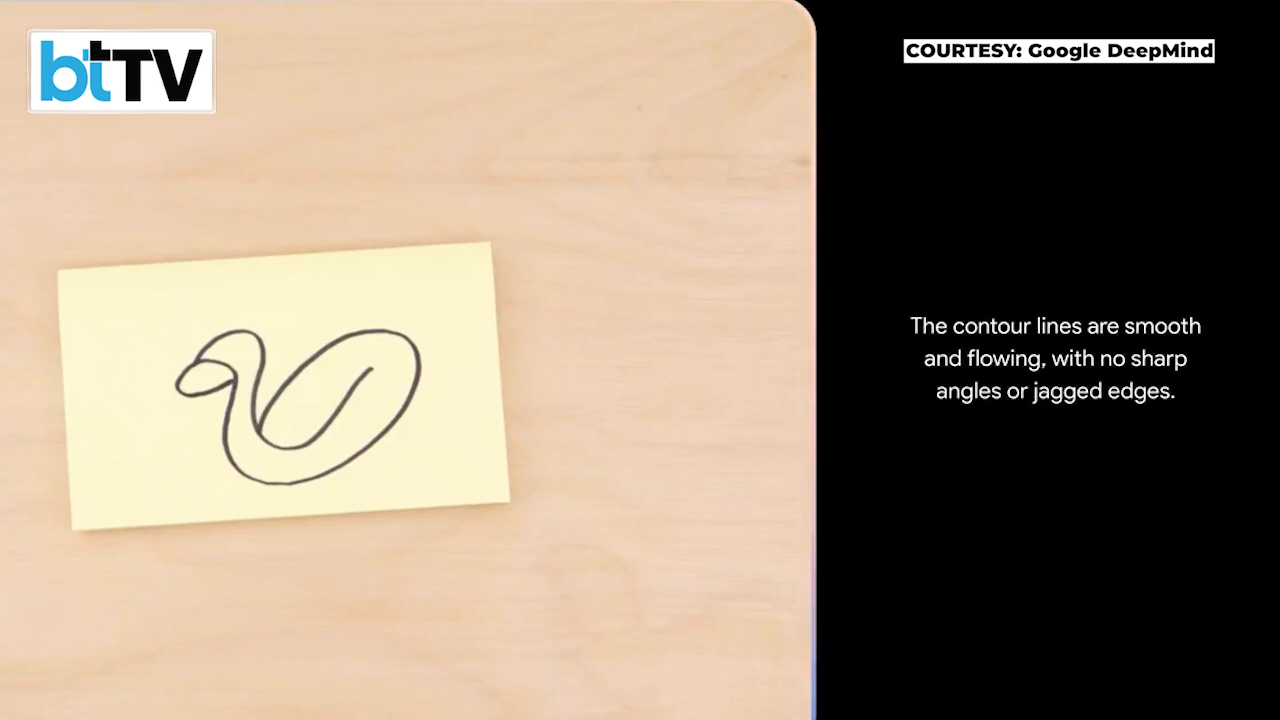 btTV
COURTESY: Google DeepMind
The contour lines are smooth
and flowing, with no sharp
angles or jagged edges.